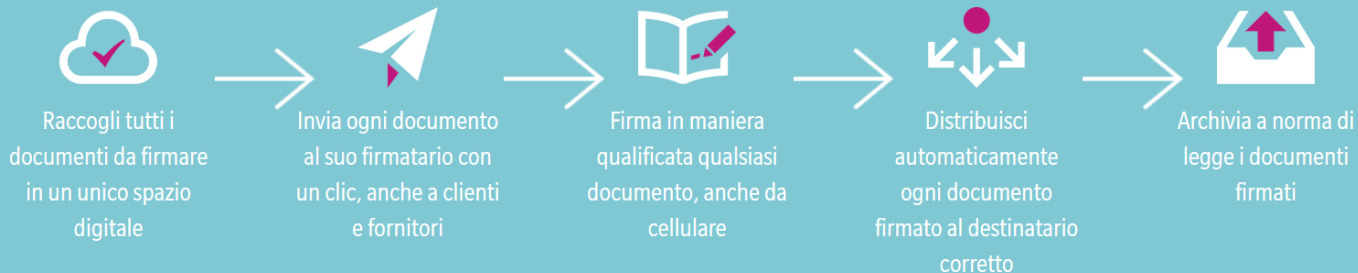 Raccogli tutti i
documenti da firmare
in un unico spazio
digitale
Invia ogni documento
al suo firmatario con
un clic, anche a clienti
e fornitori
Firma in maniera
qualificata qualsiasi
documento, anche da
cellulare
Distribuisci
automaticamente
ogni documento
firmato al destinatario
corretto
Archivia a norma di
legge i documenti
firmati